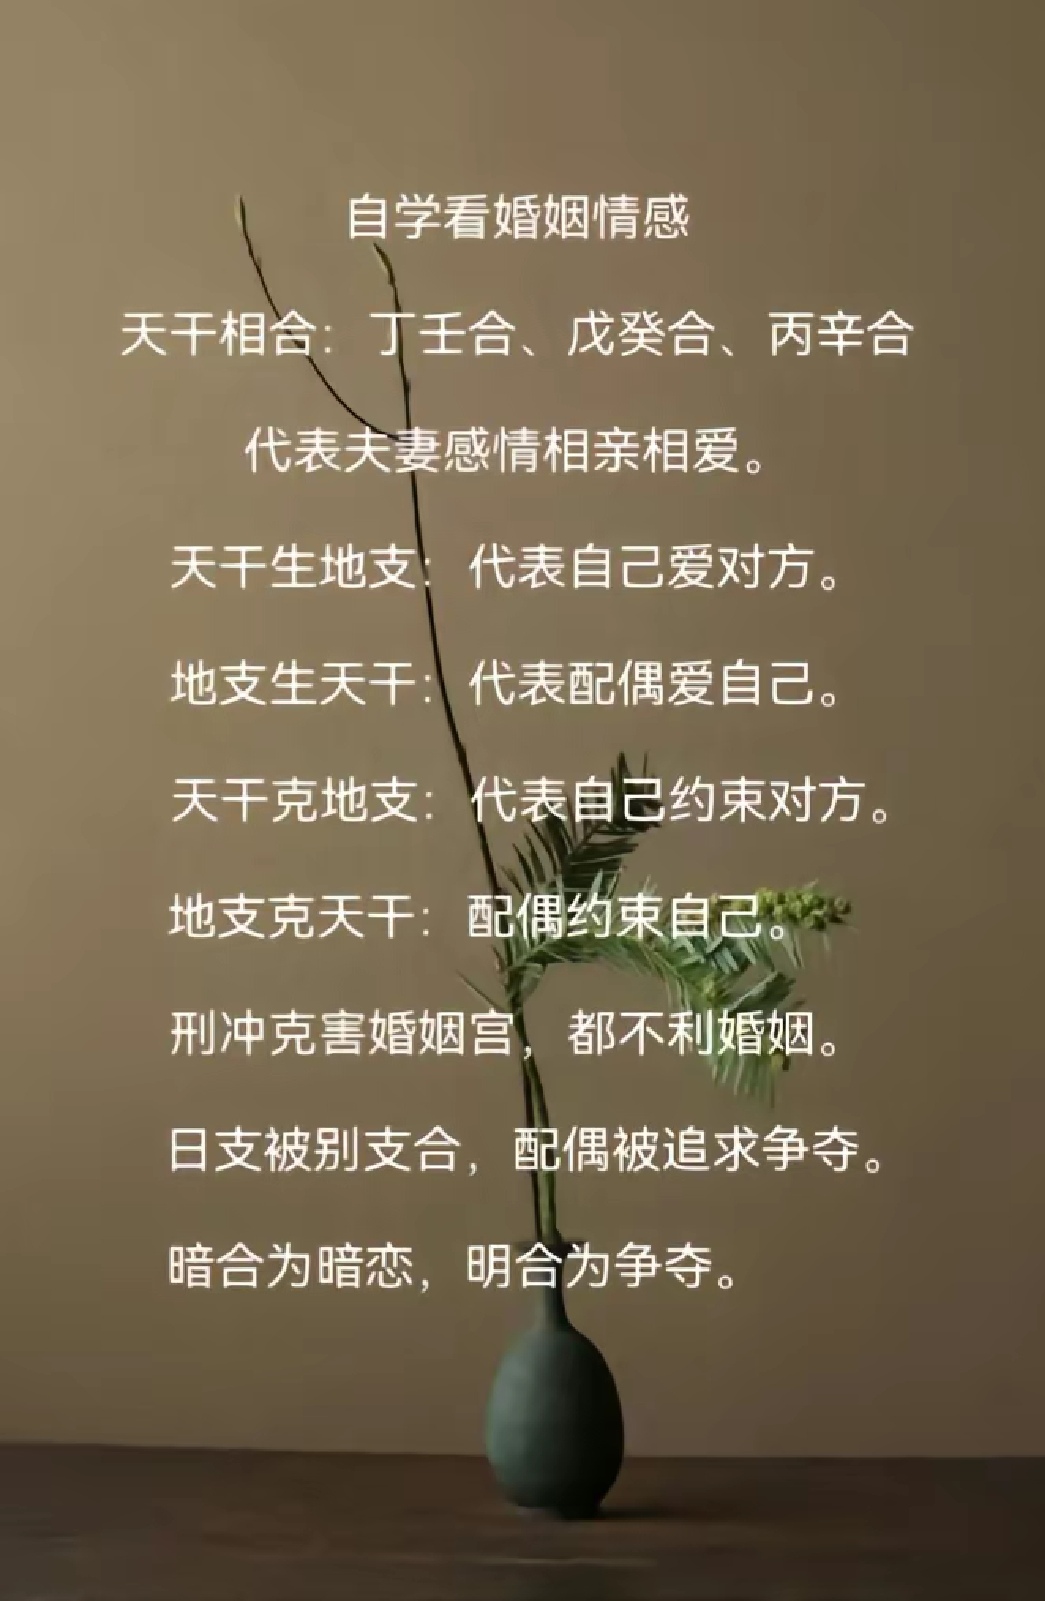 自学看婚姻情感
天干相合：丁壬合、戊癸合、丙辛合
代表夫妻感情相亲相爱。
天干生地支：代表自己爱对方。
地支生天干：代表配偶爱自己。
天干克地支：代表自己约束对方。
地支克天干：配偶约束自己。
刑冲克害婚姻宫，都不利婚姻。
日支被别支合，配偶被追求争夺。
暗合为暗恋，明合为争夺。